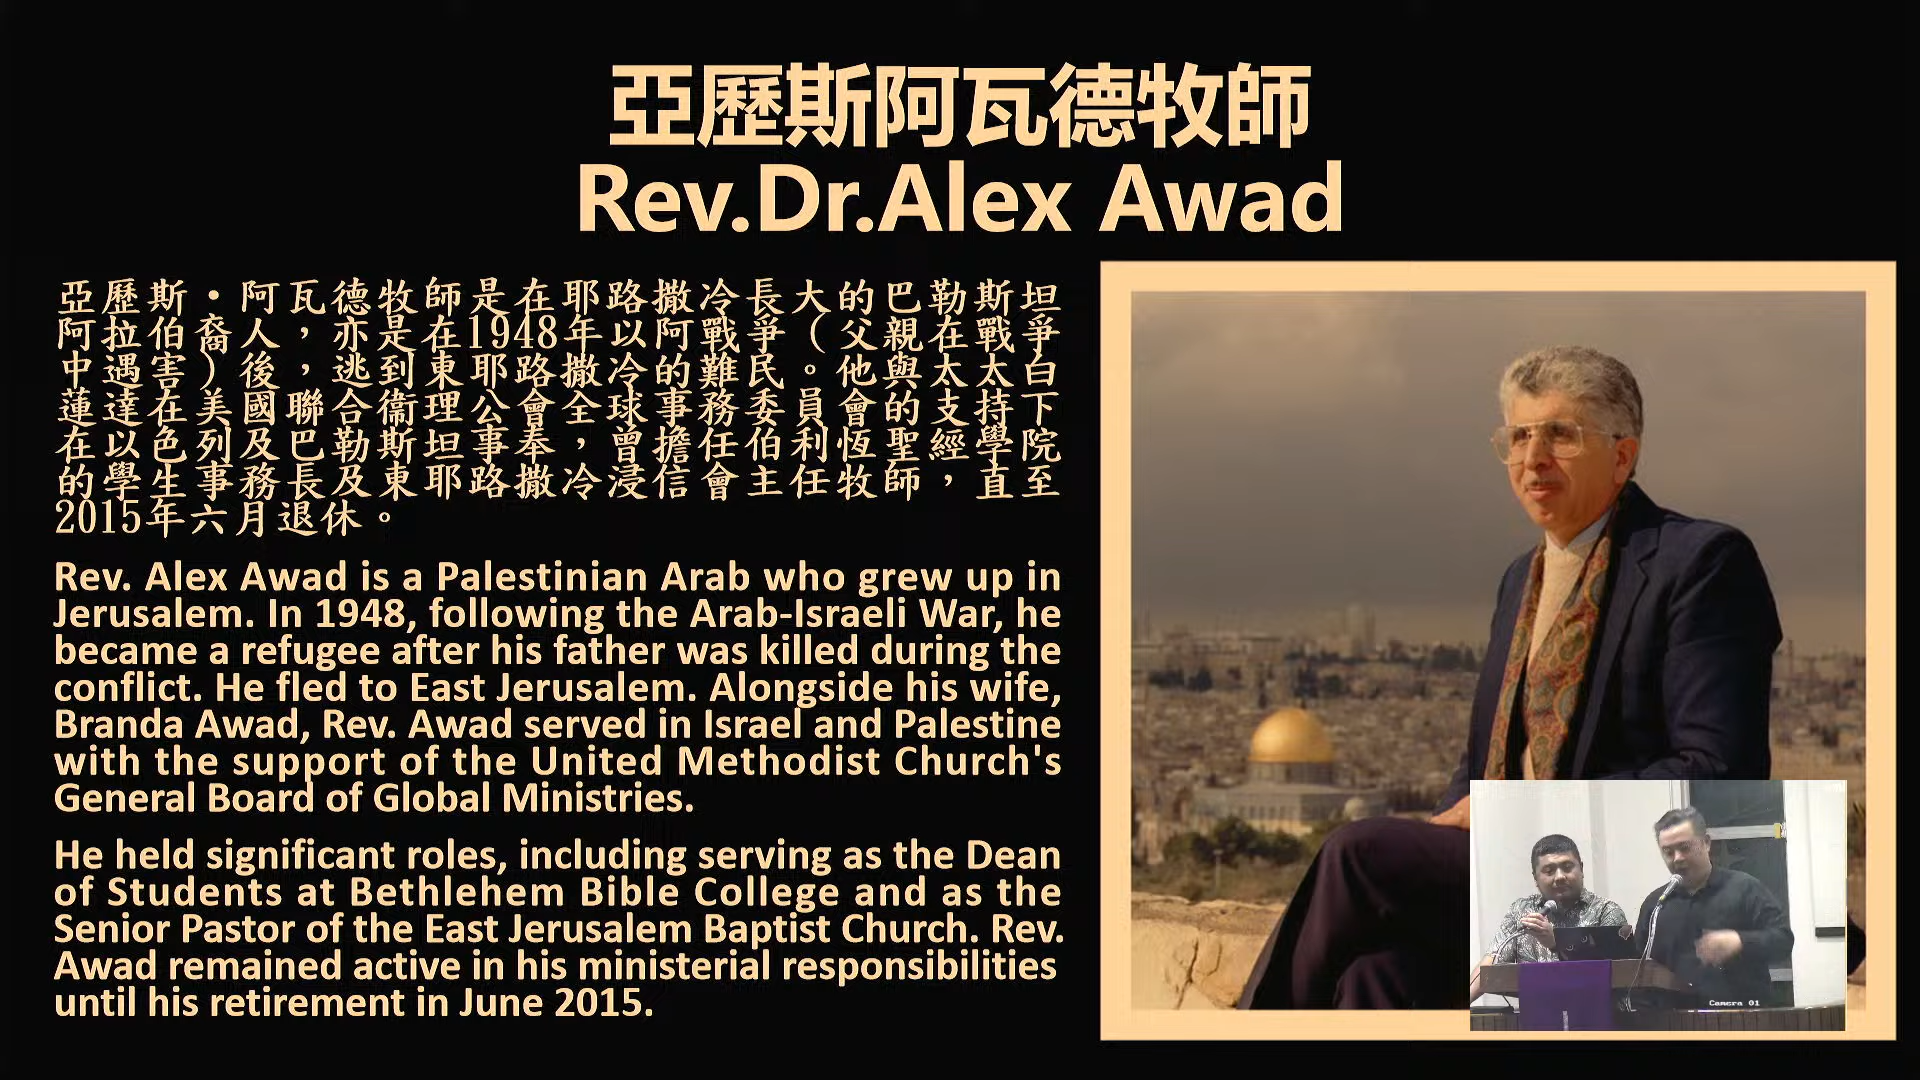 亞歷斯阿瓦德牧師
Rev.Dr.Alex Awad
亞歷斯・阿瓦德牧師是在耶路撒冷長大的巴勒斯坦
阿拉伯裔人，亦是在1948年以阿戰爭（父親在戰爭
中遇害）後，逃到東耶路撒冷的難民。他與太太白
蓮達在美國聯合衞理公會全球事務委員會的支持下
在以色列及巴勒斯坦事奉，曾擔任伯利恆聖經學院
的學生事務長及東耶路撒冷浸信會主任牧師，直至
2015年六月退休。
Rev. Alex Awad is a Palestinian Arab who grew up in
Jerusalem. In 1948, following the Arab-Israeli War, he
became a refugee after his father was killed during the
conflict. He fled to East Jerusalem. Alongside his wife,
Branda Awad, Rev. Awad served in Israel and Palestine
with the support of the United Methodist Church's
General Board of Global Ministries.
He held significant roles, including serving as the Dean
of Students at Bethlehem Bible College and as the
Senior Pastor of the East Jerusalem Baptist Church. Rev.
Awad remained active in his ministerial responsibilities
until his retirement in June 2015.
Camera 01